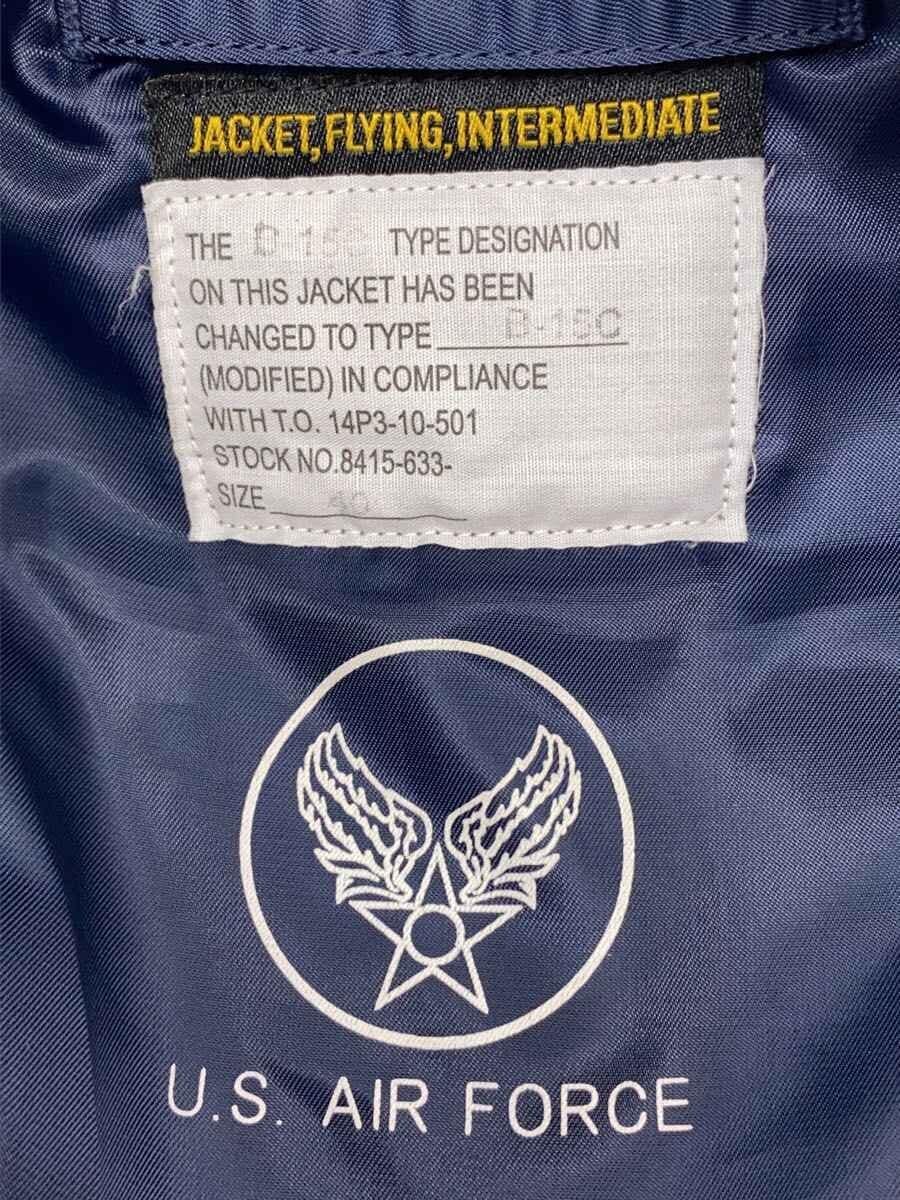 JACKET,FLYING,INTERMEDIATE
THE D-15C TYPE DESIGNATION
ON THIS JACKET HAS BEEN
CHANGED TO TYPE B-15C
(MODIFIED) IN COMPLIANCE
WITH T.O. 14P3-10-501
STOCK NO.8415-633-
SIZE 40
U.S. AIR FORCE